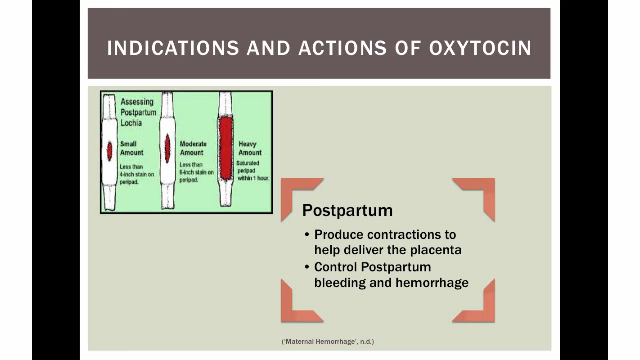 INDICATIONS AND ACTIONS OF OXYTOCIN
Assessing
Postpartum
Lochia
Small
Amount
Less than
4-inch stain on
peripad.
Moderate
Amount
Less than
6-inch stain on
peripad.
Heavy
Amount
Saturated
peripad
within 1 hour.
Postpartum
• Produce contractions to
help deliver the placenta
• Control Postpartum
bleeding and hemorrhage
('Maternal Hemorrhage', n.d.)